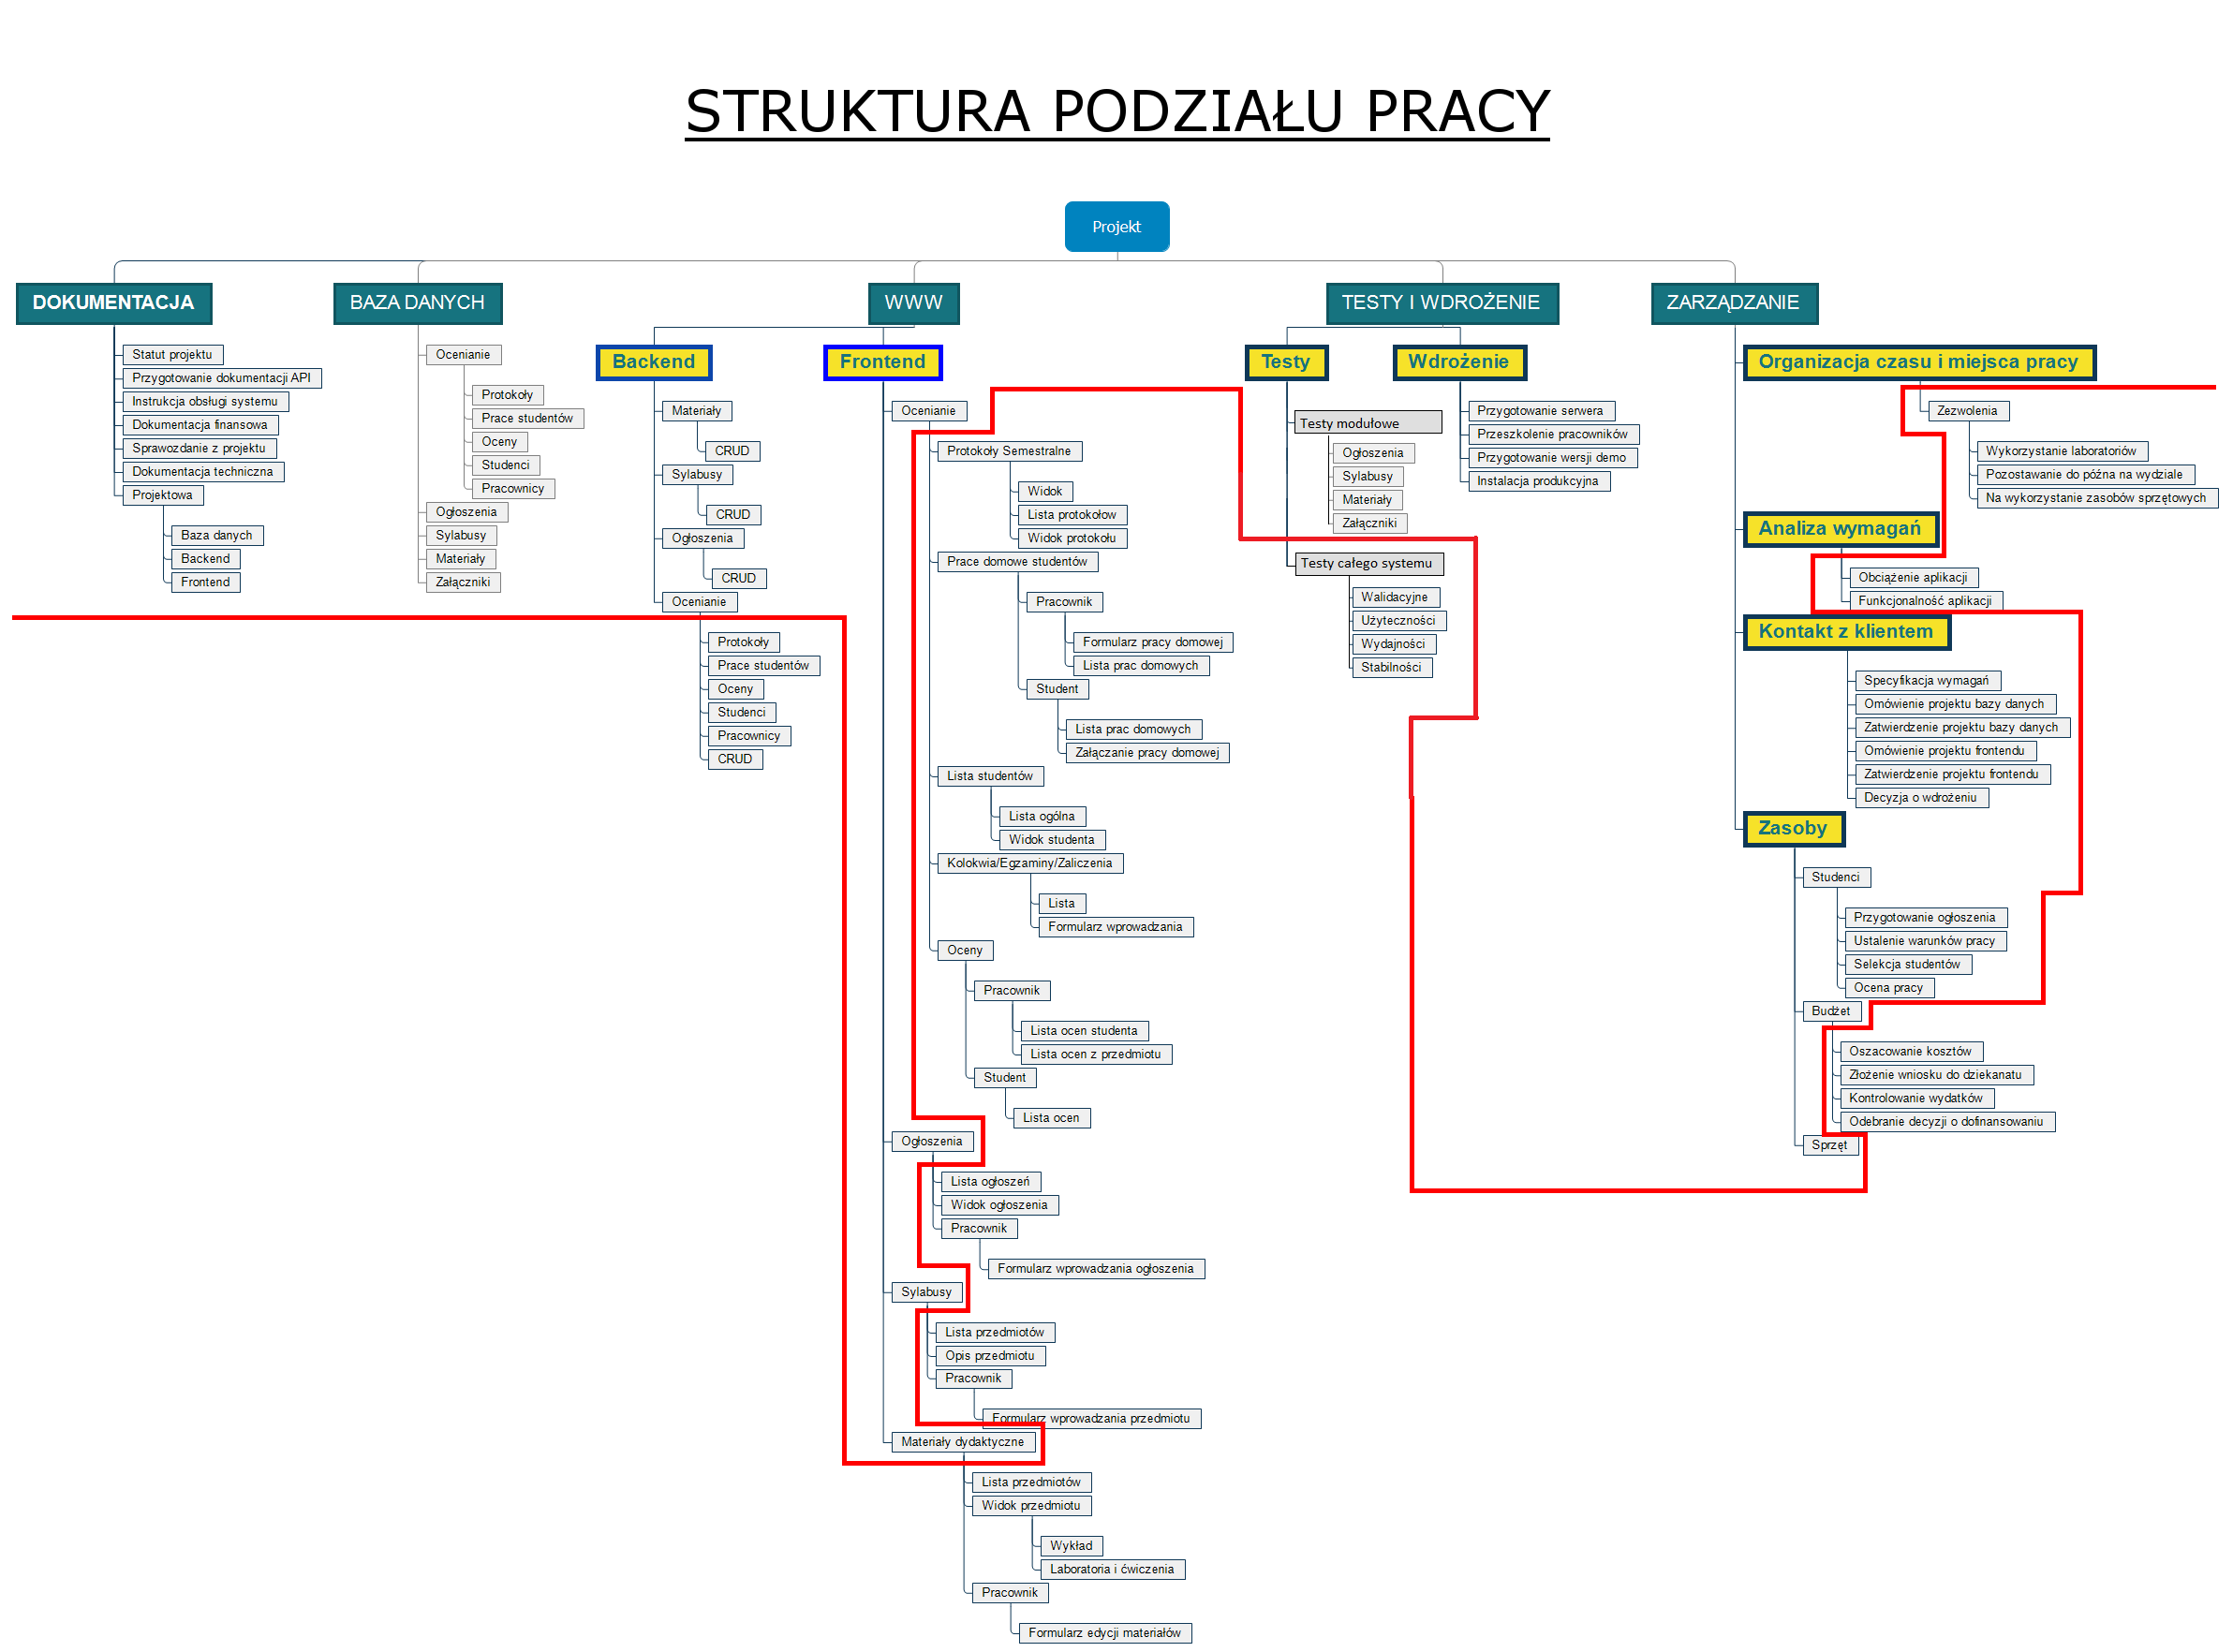 STRUKTURA PODZIAŁU PRACY
Projekt
DOKUMENTACJA
Statut projektu
Przygotowanie dokumentacji API
Instrukcja obsługi systemu
Dokumentacja finansowa
Sprawozdanie z projektu
Dokumentacja techniczna
Projektowa
Baza danych
Backend
Frontend
BAZA DANYCH
Ocenianie
Protokoły
Prace studentów
Oceny
Studenci
Pracownicy
Ogłoszenia
Sylabusy
Materiały
Załączniki
WWW
Backend
Materiały
CRUD
Sylabusy
CRUD
Ogłoszenia
CRUD
Ocenianie
Protokoły
Prace studentów
Oceny
Studenci
Pracownicy
CRUD
Frontend
Ocenianie
Protokoły Semestralne
Widok
Lista protokołow
Widok protokołu
Prace domowe studentów
Pracownik
Formularz pracy domowej
Lista prac domowych
Student
Lista prac domowych
Załączanie pracy domowej
Lista studentów
Lista ogólna
Widok studenta
Kolokwia/Egzaminy/Zaliczenia
Lista
Formularz wprowadzania
Oceny
Pracownik
Lista ocen studenta
Lista ocen z przedmiotu
Student
Lista ocen
Ogłoszenia
Lista ogłoszeń
Widok ogłoszenia
Pracownik
Formularz wprowadzania ogłoszenia
Sylabusy
Lista przedmiotów
Opis przedmiotu
Pracownik
Formularz wprowadzania przedmiotu
Materiały dydaktyczne
Lista przedmiotów
Widok przedmiotu
Wykład
Laboratoria i ćwiczenia
Pracownik
Formularz edycji materiałów
TESTY I WDROŻENIE
Testy
Testy modułowe
Ogłoszenia
Sylabusy
Materiały
Załączniki
Testy całego systemu
Walidacyjne
Użyteczności
Wydajności
Stabilności
Wdrożenie
Przygotowanie serwera
Przeszkolenie pracowników
Przygotowanie wersji demo
Instalacja produkcyjna
ZARZĄDZANIE
Organizacja czasu i miejsca pracy
Zezwolenia
Wykorzystanie laboratoriów
Pozostawanie do późna na wydziale
Na wykorzystanie zasobów sprzętowych
Analiza wymagań
Obciążenie aplikacji
Funkcjonalność aplikacji
Kontakt z klientem
Specyfikacja wymagań
Omówienie projektu bazy danych
Zatwierdzenie projektu bazy danych
Omówienie projektu frontendu
Zatwierdzenie projektu frontendu
Decyzja o wdrożeniu
Zasoby
Studenci
Przygotowanie ogłoszenia
Ustalenie warunków pracy
Selekcja studentów
Ocena pracy
Budżet
Oszacowanie kosztów
Złożenie wniosku do dziekanatu
Kontrolowanie wydatków
Odebranie decyzji o dofinansowaniu
Sprzęt